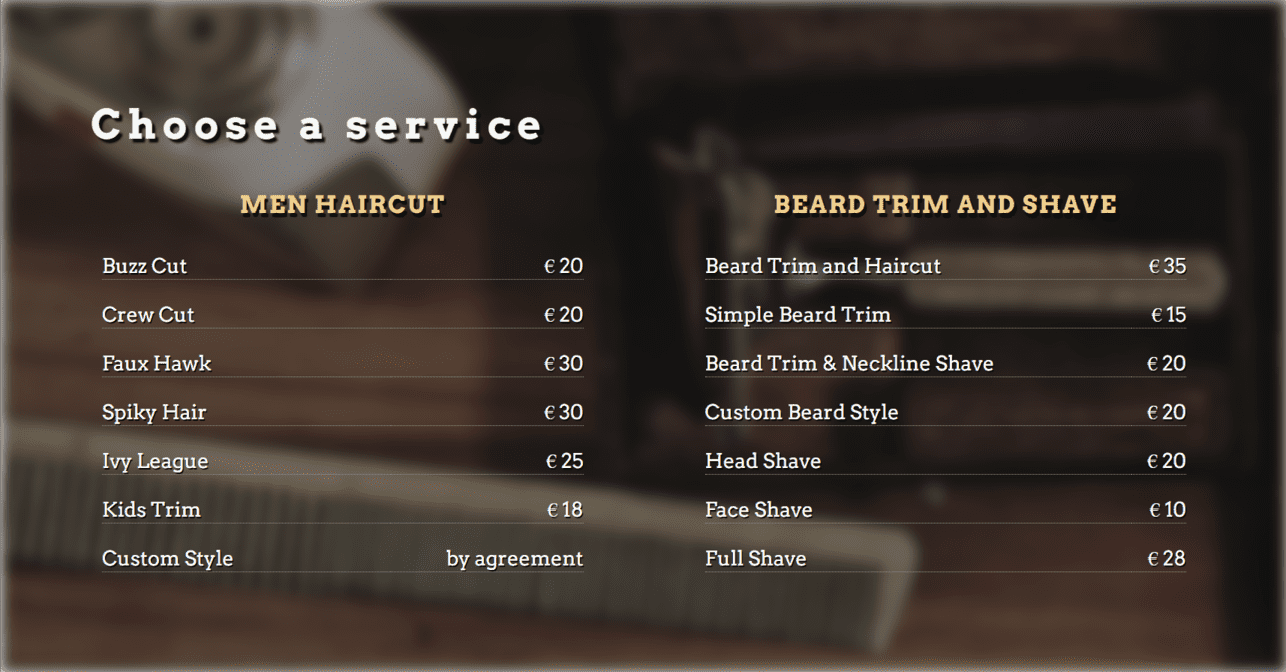 Choose a service
MEN HAIRCUT
Buzz Cut € 20
Crew Cut € 20
Faux Hawk € 30
Spiky Hair € 30
Ivy League € 25
Kids Trim € 18
Custom Style by agreement
BEARD TRIM AND SHAVE
Beard Trim and Haircut € 35
Simple Beard Trim € 15
Beard Trim & Neckline Shave € 20
Custom Beard Style € 20
Head Shave € 20
Face Shave € 10
Full Shave € 28